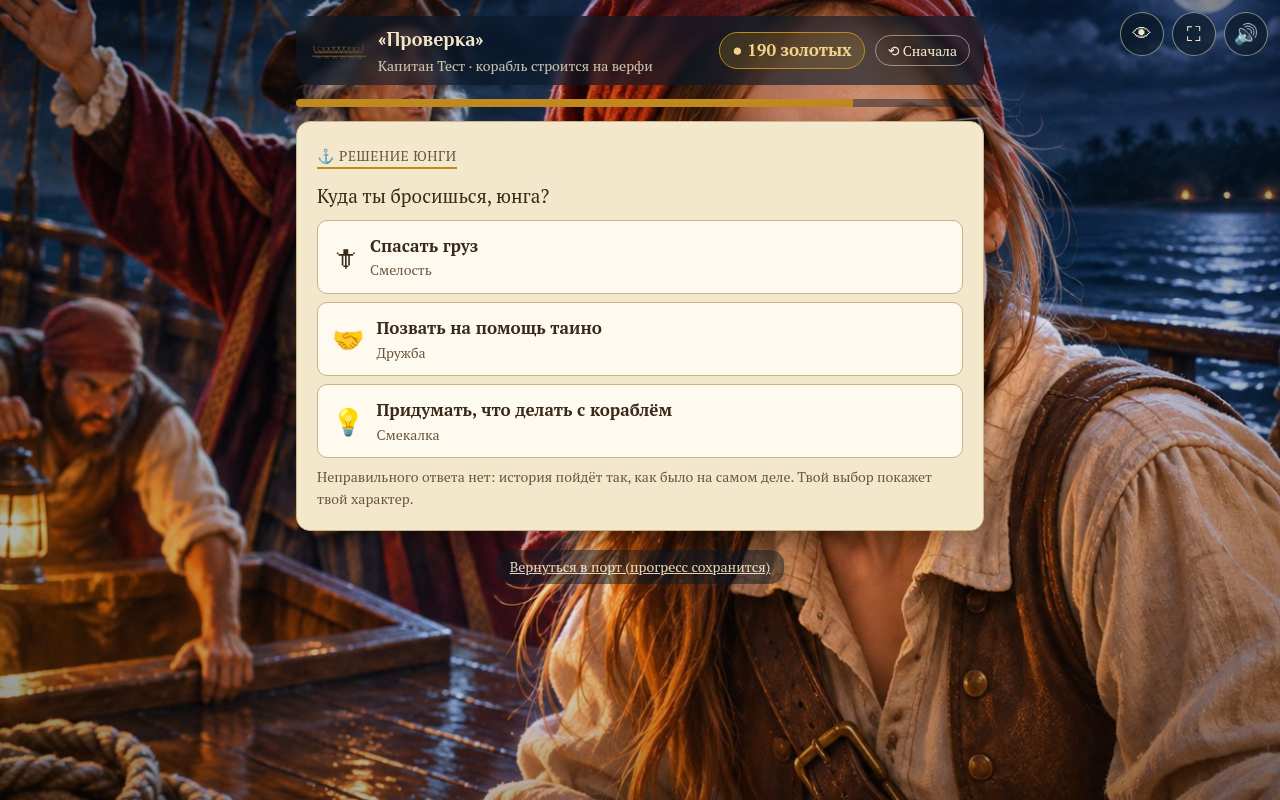 «Проверка»
Капитан Тест · корабль строится на верфи
● 190 золотых
⟲ Сначала
⚓ РЕШЕНИЕ ЮНГИ
Куда ты бросишься, юнга?
Спасать груз
Смелость
Позвать на помощь таино
Дружба
Придумать, что делать с кораблём
Смекалка
Неправильного ответа нет: история пойдёт так, как было на самом деле. Твой выбор покажет
твой характер.
Вернуться в порт (прогресс сохранится)